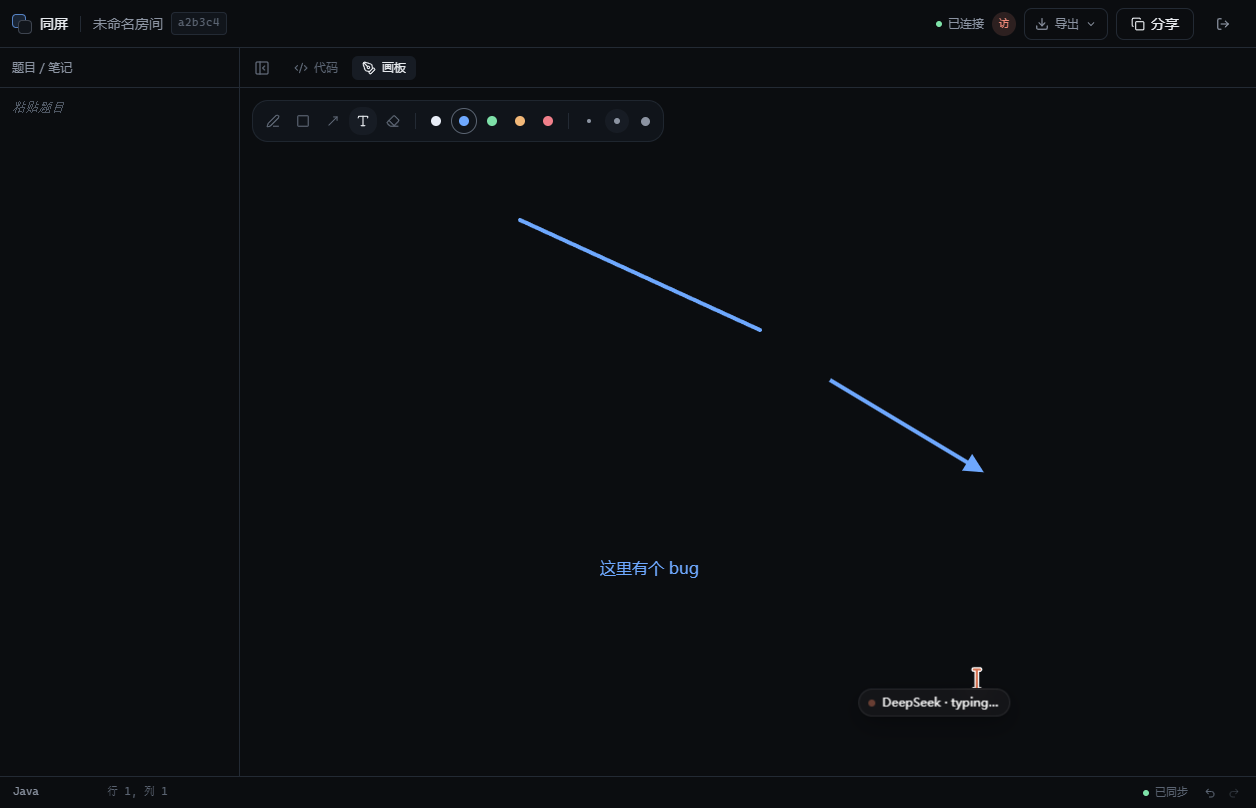 同屏
未命名房间
a2b3c4
已连接
访
导出
分享
题目 / 笔记
代码
画板
粘贴题目
这里有个 bug
DeepSeek · typing...
Java
行 1, 列 1
已同步